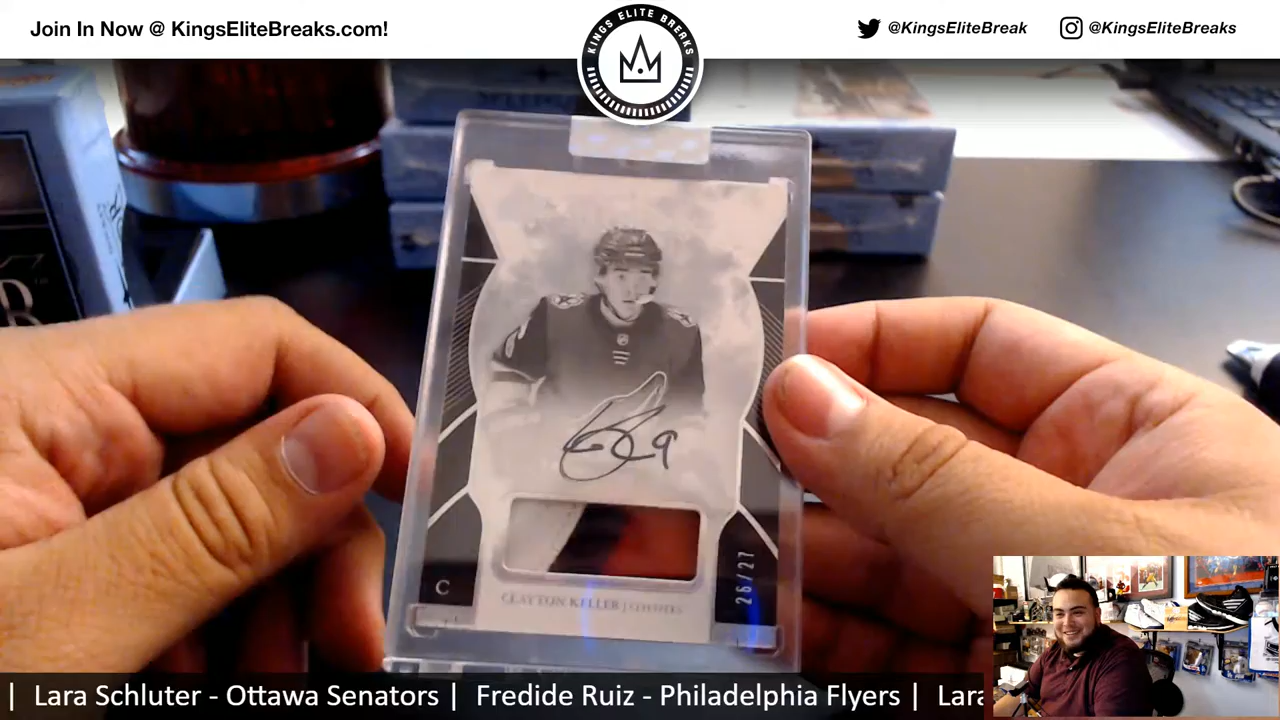 Join In Now @ KingsEliteBreaks.com!
KINGS ELITE BREAKS
@KingsEliteBreak
@KingsEliteBreaks
9
C
CLAYTON KELLER | COYOTES
26/27
| Lara Schluter - Ottawa Senators | Fredide Ruiz - Philadelphia Flyers | Lara